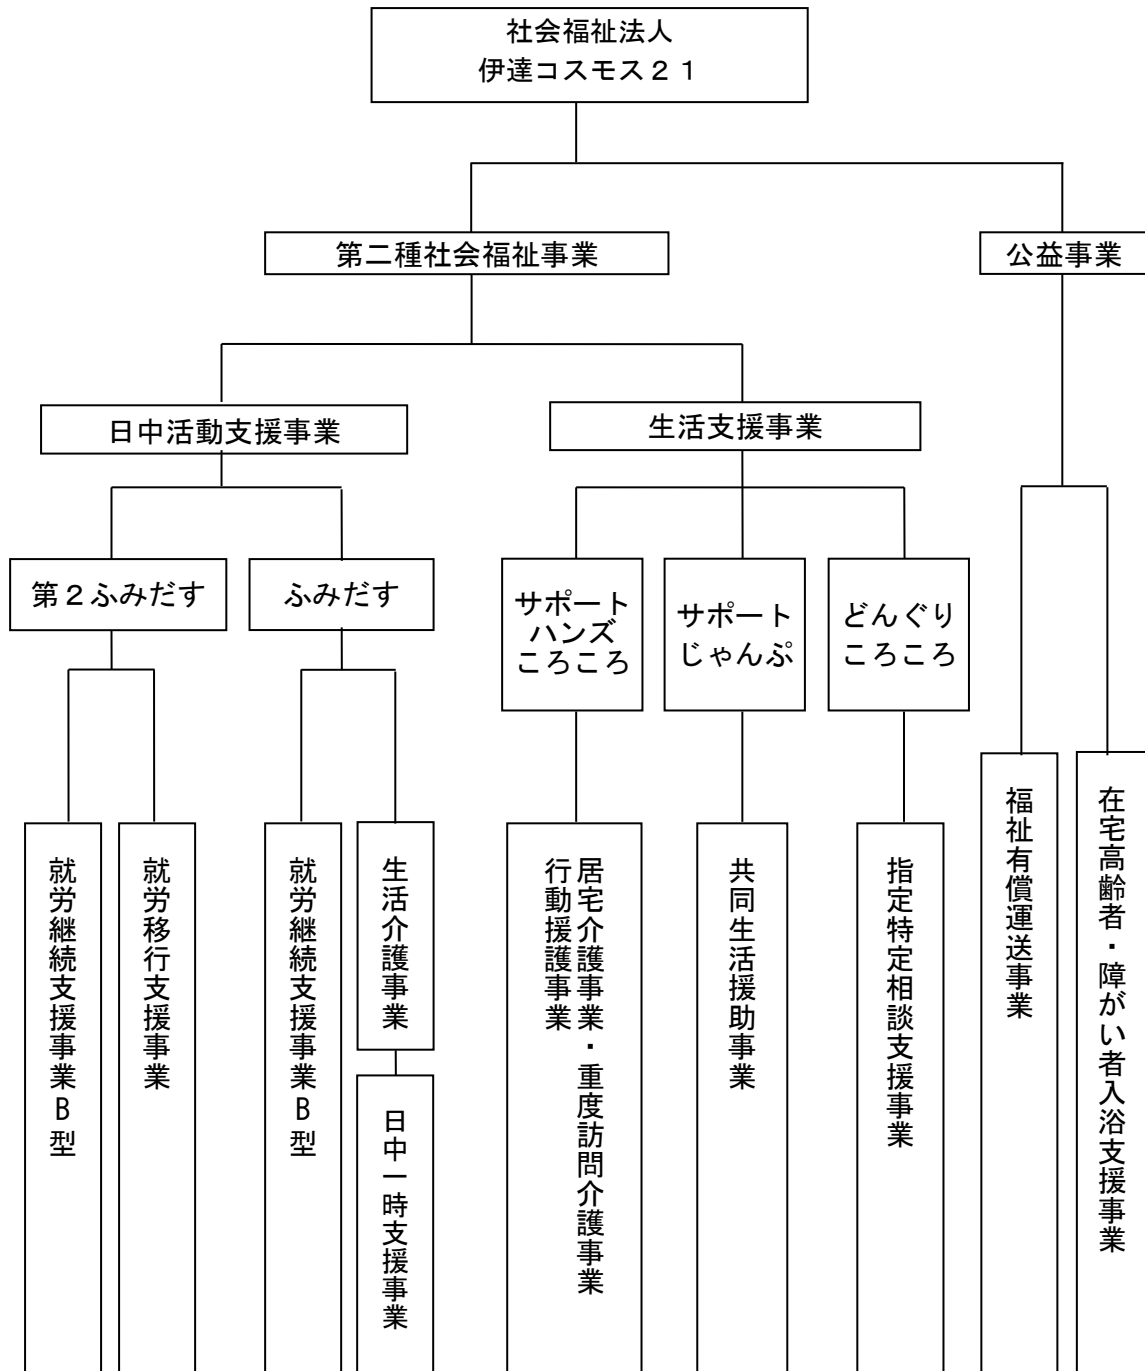 社会福祉法人
伊達コスモス２１
第二種社会福祉事業
公益事業
日中活動支援事業
生活支援事業
第２ふみだす
ふみだす
サポート
ハンズ
ころころ
サポート
じゃんぷ
どんぐり
ころころ
就労継続支援事業B型
就労移行支援事業
就労継続支援事業B型
生活介護事業
日中一時支援事業
居宅介護事業・重度訪問介護事業
行動援護事業
共同生活援助事業
指定特定相談支援事業
福祉有償運送事業
在宅高齢者・障がい者入浴支援事業